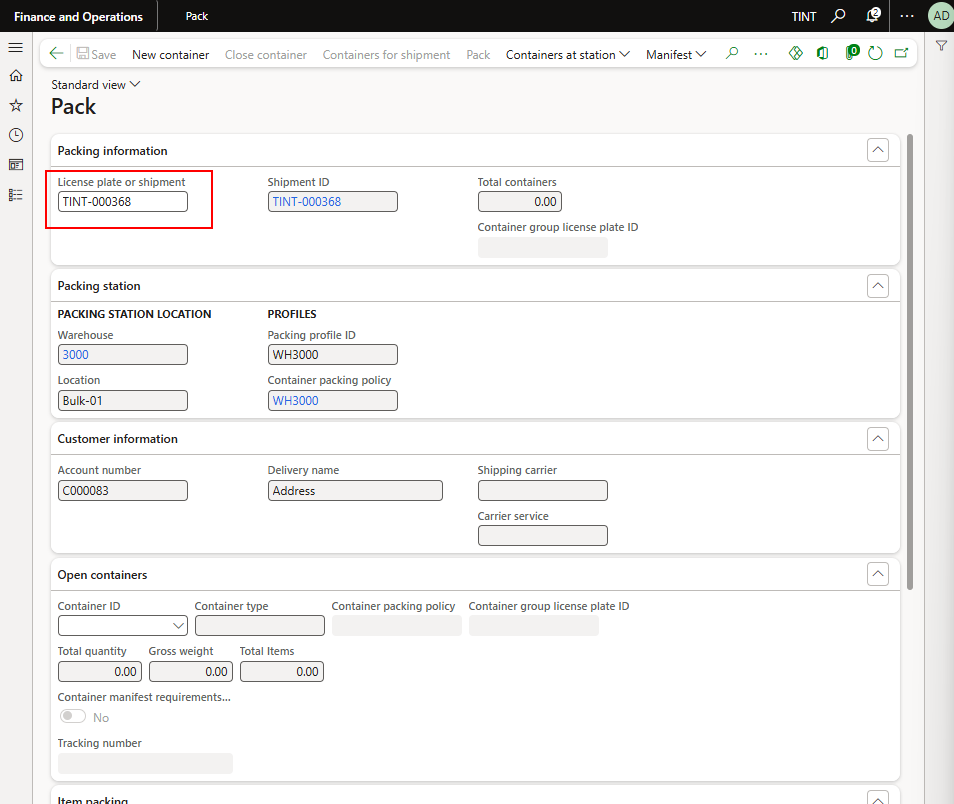 Finance and Operations
Pack
TINT
2
AD
Save
New container
Close container
Containers for shipment
Pack
Containers at station
Manifest
0
Standard view
Pack
Packing information
License plate or shipment
Shipment ID
Total containers
TINT-000368
TINT-000368
0.00
Container group license plate ID
Packing station
PACKING STATION LOCATION
PROFILES
Warehouse
Packing profile ID
3000
WH3000
Location
Container packing policy
Bulk-01
WH3000
Customer information
Account number
Delivery name
Shipping carrier
C000083
Address
Carrier service
Open containers
Container ID
Container type
Container packing policy
Container group license plate ID
Total quantity
Gross weight
Total Items
0.00
0.00
0.00
Container manifest requirements...
No
Tracking number
Item packing